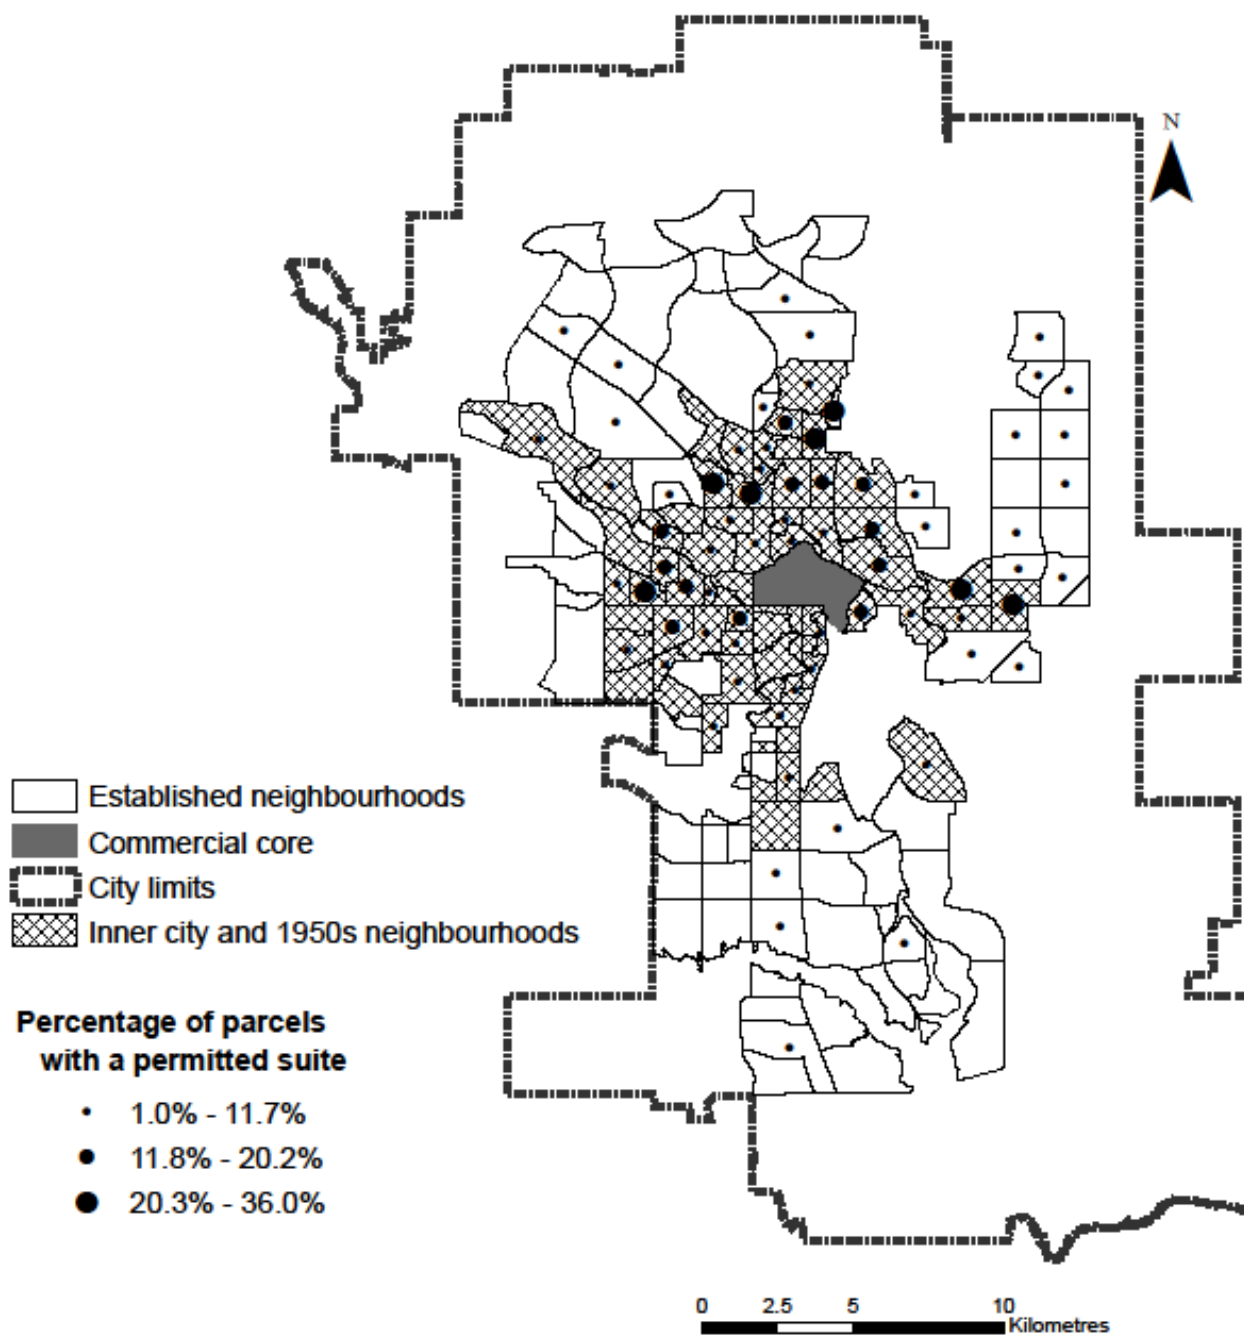 N
Established neighbourhoods
Commercial core
City limits
Inner city and 1950s neighbourhoods
Percentage of parcels
with a permitted suite
1.0% - 11.7%
11.8% - 20.2%
20.3% - 36.0%
0 2.5 5 10
Kilometres